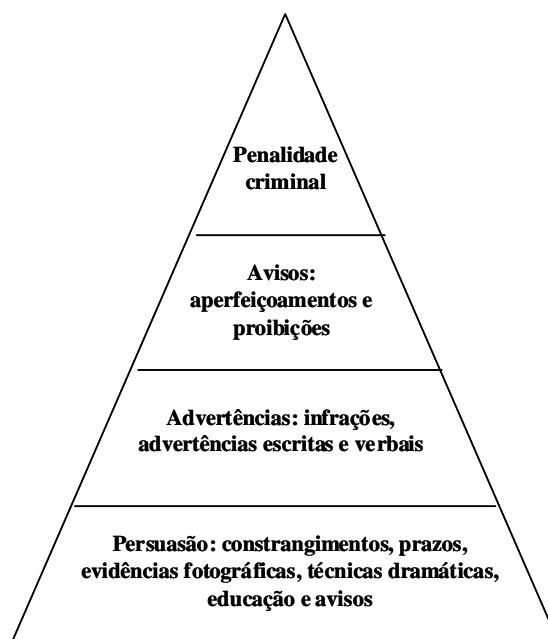 Penalidade
criminal
Avisos:
aperfeiçoamentos e
proibições
Advertências: infrações,
advertências escritas e verbais
Persuasão: constrangimentos, prazos,
evidências fotográficas, técnicas dramáticas,
educação e avisos